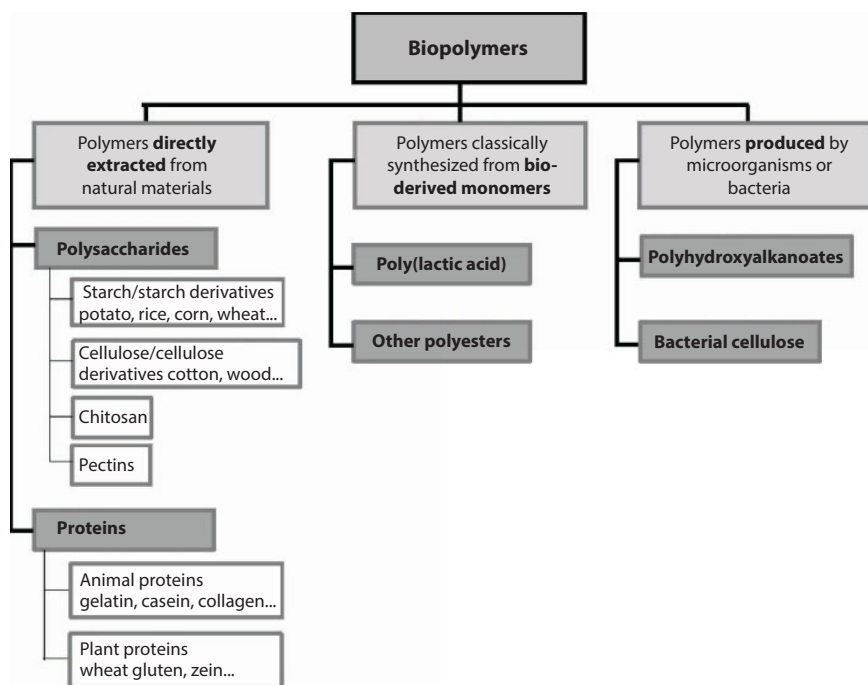 Biopolymers
Polymers directly
extracted from
natural materials
Polysaccharides
Starch/starch derivatives
potato, rice, corn, wheat...
Cellulose/cellulose
derivatives cotton, wood...
Chitosan
Pectins
Proteins
Animal proteins
gelatin, casein, collagen...
Plant proteins
wheat gluten, zein...
Polymers classically
synthesized from bio-
derived monomers
Poly(lactic acid)
Other polyesters
Polymers produced by
microorganisms or
bacteria
Polyhydroxyalkanoates
Bacterial cellulose